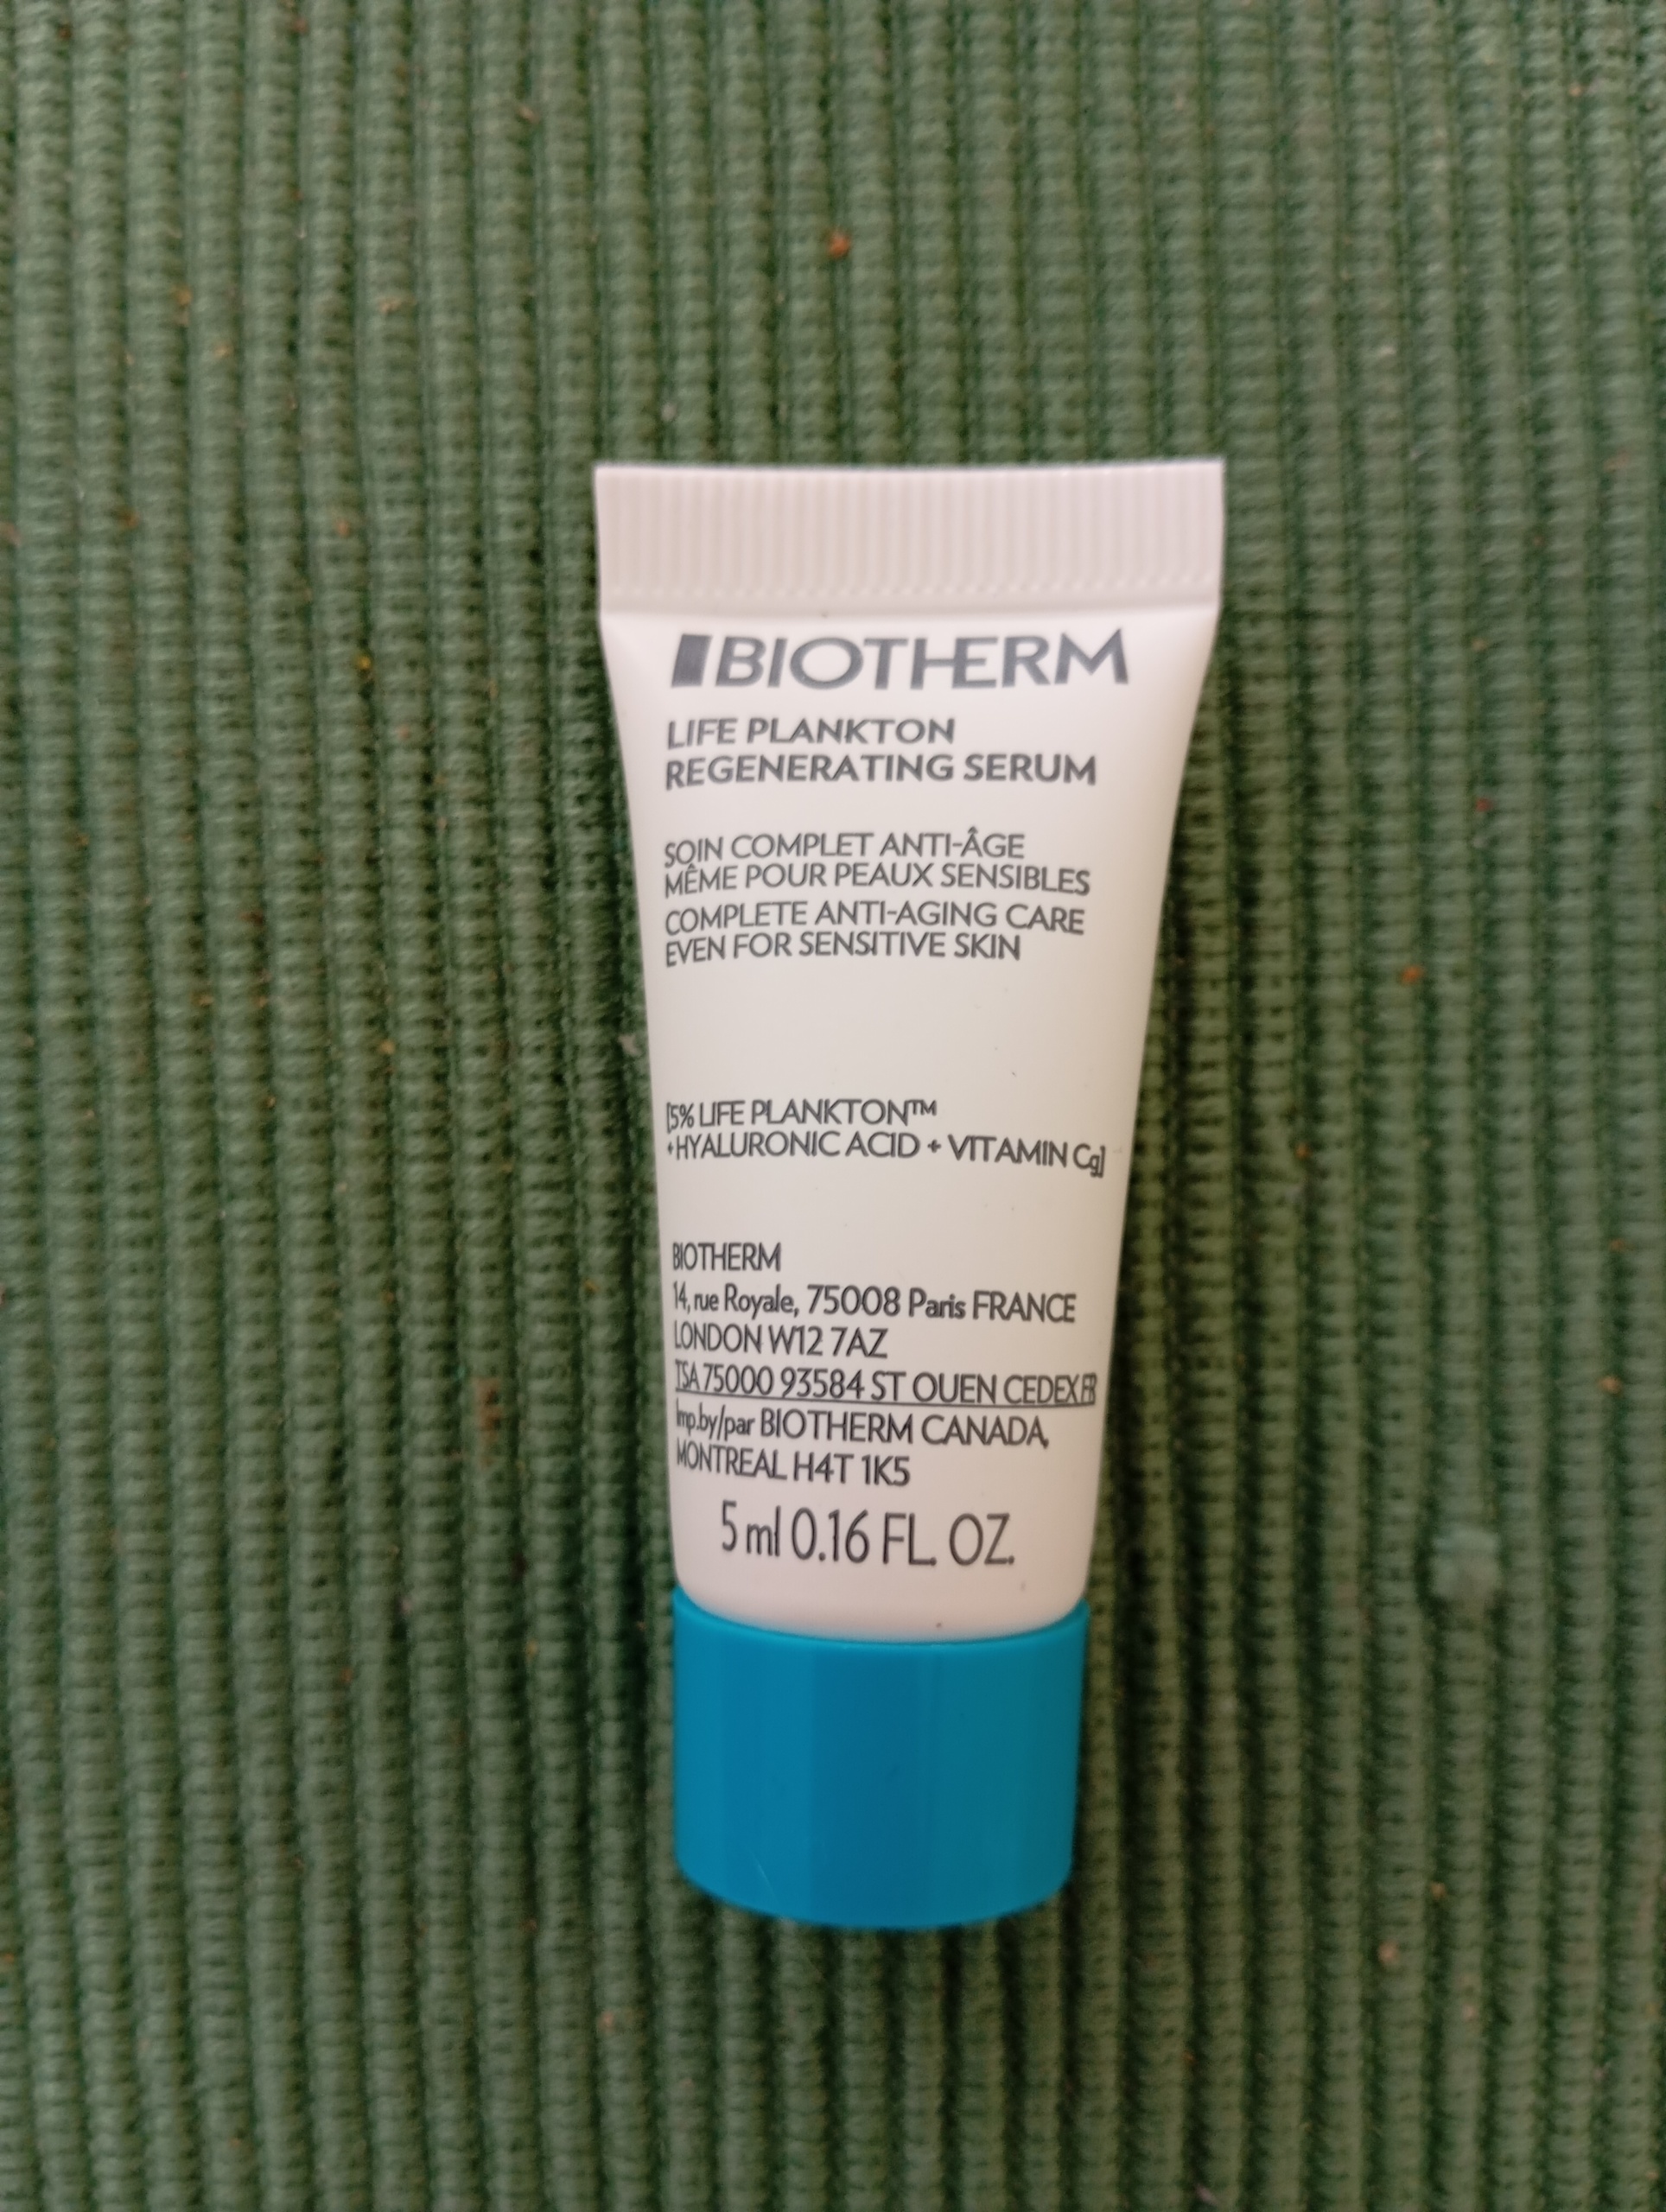 BIOTHERM
LIFE PLANKTON
REGENERATING SERUM
SOIN COMPLET ANTI-ÂGE
MÊME POUR PEAUX SENSIBLES
COMPLETE ANTI-AGING CARE
EVEN FOR SENSITIVE SKIN
[5% LIFE PLANKTON™
+ HYALURONIC ACID + VITAMIN Cg]
BIOTHERM
14, rue Royale, 75008 Paris FRANCE
LONDON W12 7AZ
TSA 75000 93584 ST OUEN CEDEX FR
Imp.by/par BIOTHERM CANADA,
MONTREAL H4T 1K5
5 ml 0.16 FL. OZ.